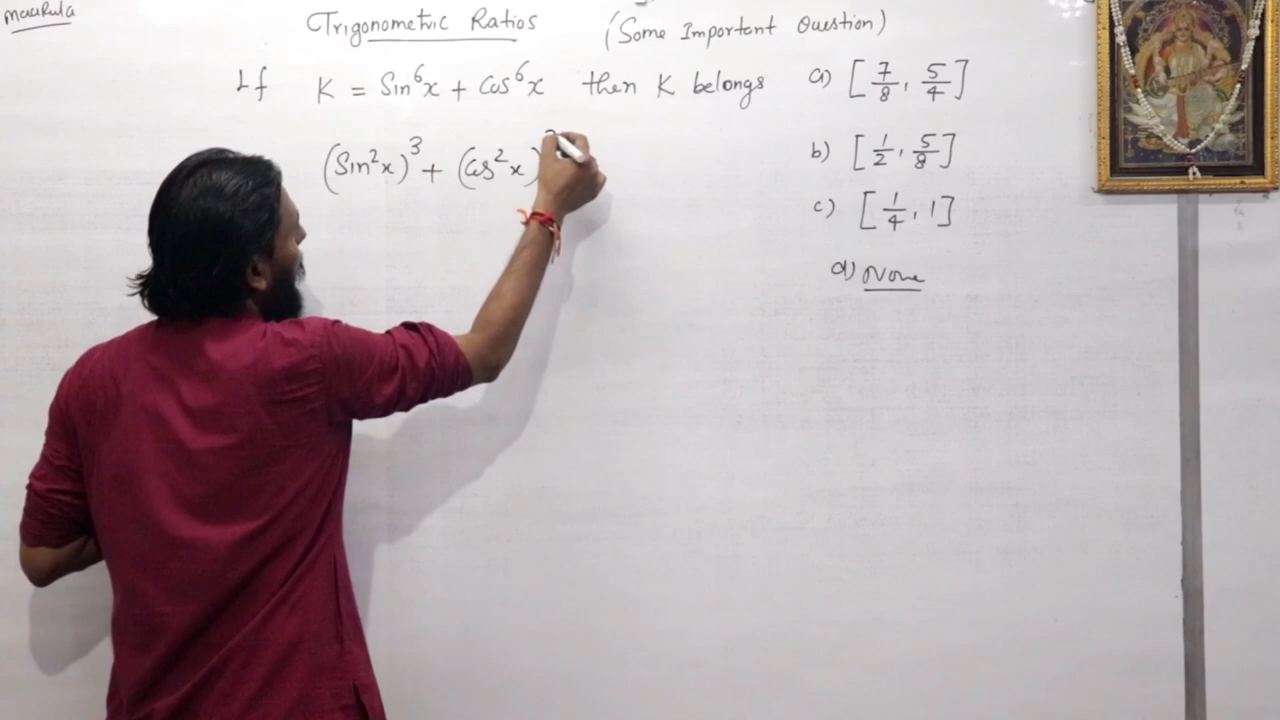 Trigonometric Ratios (Some Important Question)
If K = Sin⁶x + Cos⁶x then K belongs
a) [7/8, 5/4]
b) [1/2, 5/8]
c) [1/4, 1]
d) None
(Sin²x)³ + (Cos²x)